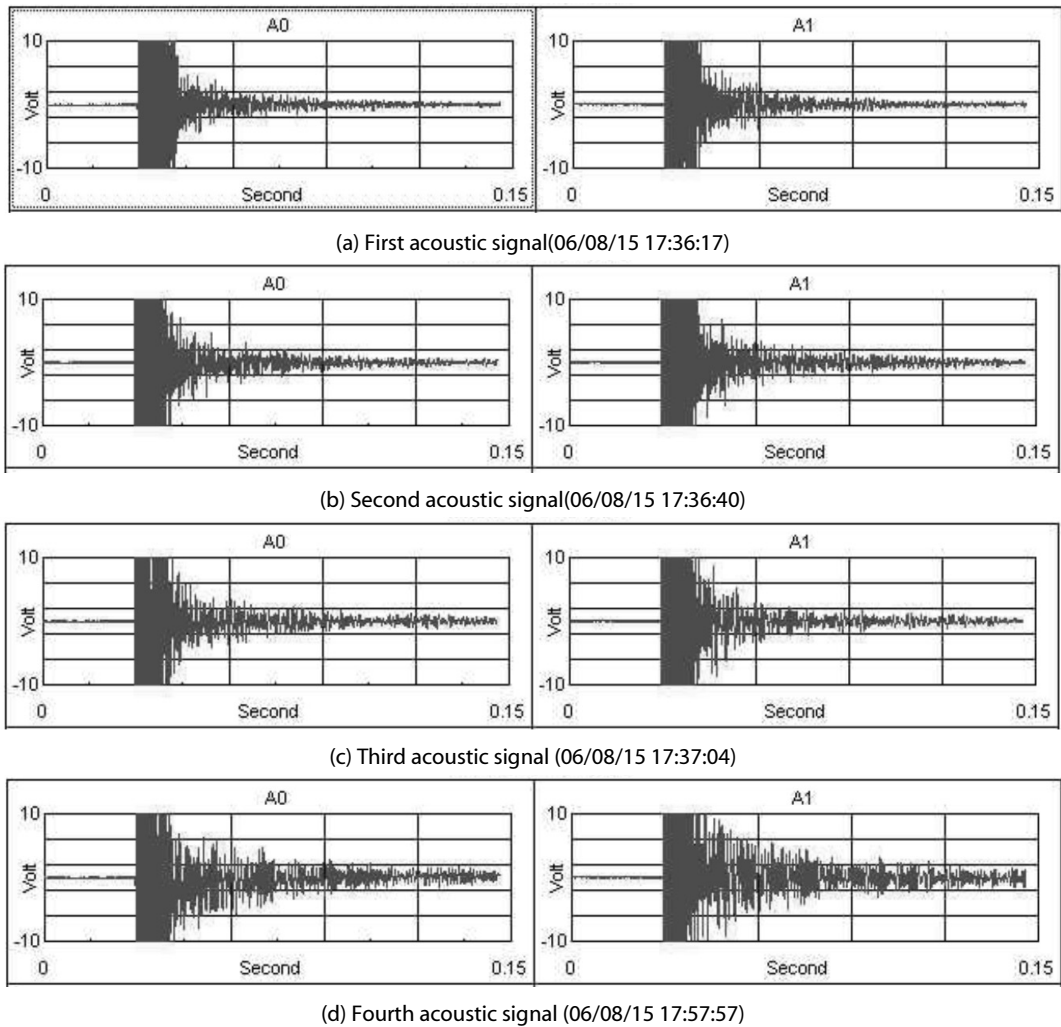 A0 A1
10 10
Volt Volt
-10 -10
0 Second 0.15 0 Second 0.15
(a) First acoustic signal(06/08/15 17:36:17)
A0 A1
10 10
Volt Volt
-10 -10
0 Second 0.15 0 Second 0.15
(b) Second acoustic signal(06/08/15 17:36:40)
A0 A1
10 10
Volt Volt
-10 -10
0 Second 0.15 0 Second 0.15
(c) Third acoustic signal (06/08/15 17:37:04)
A0 A1
10 10
Volt Volt
-10 -10
0 Second 0.15 0 Second 0.15
(d) Fourth acoustic signal (06/08/15 17:57:57)